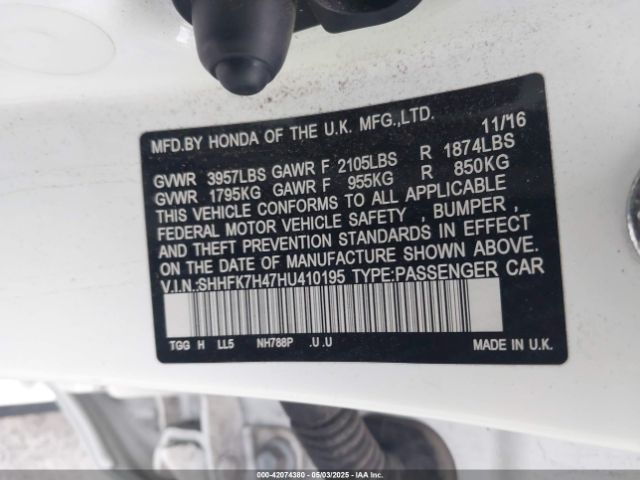 MFD.BY HONDA OF THE U.K. MFG.,LTD. 11/16
GVWR 3957LBS GAWR F 2105LBS R 1874LBS
GVWR 1795KG GAWR F 955KG R 850KG
THIS VEHICLE CONFORMS TO ALL APPLICABLE
FEDERAL MOTOR VEHICLE SAFETY , BUMPER ,
AND THEFT PREVENTION STANDARDS IN EFFECT
ON THE DATE OF MANUFACTURE SHOWN ABOVE.
V.I.N.:SHHFK7H47HU410195 TYPE:PASSENGER CAR
TGG H LL5 NH788P .U .U MADE IN U.K.
000-42074380 - 05/03/2025 - IAA Inc.